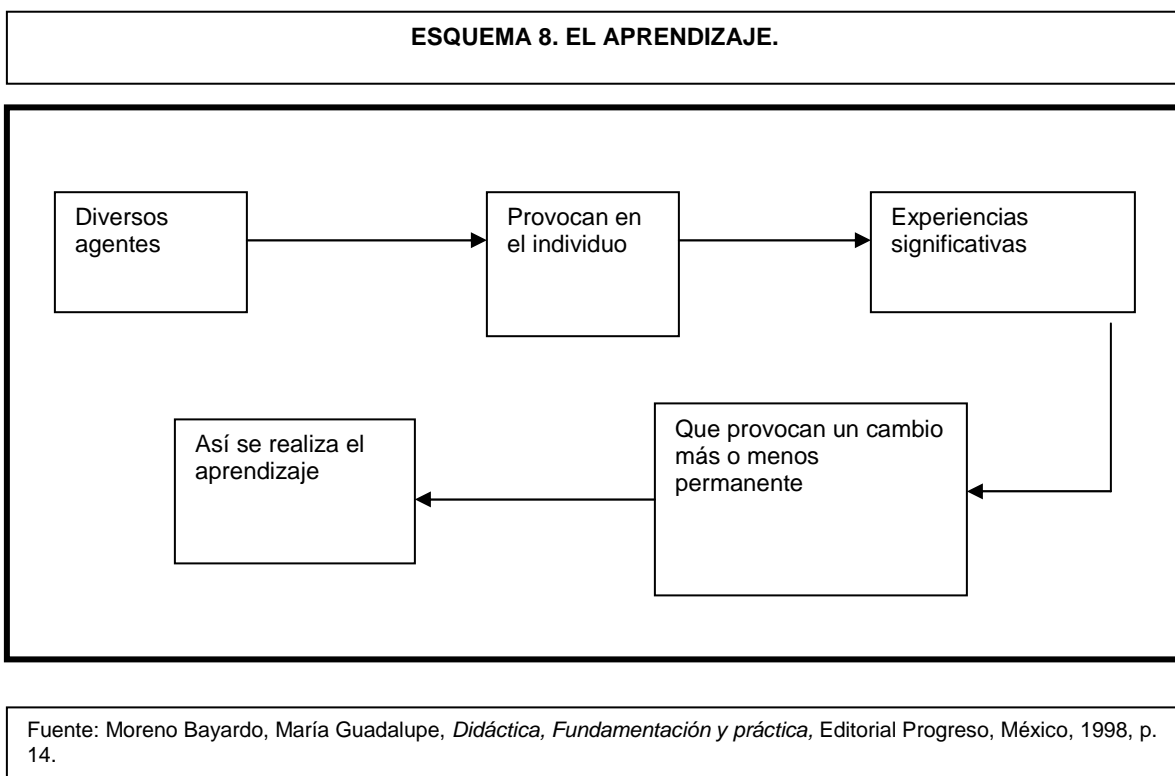 ESQUEMA 8. EL APRENDIZAJE.
Diversos
agentes
Provocan en
el individuo
Experiencias
significativas
Que provocan un cambio
más o menos
permanente
Así se realiza el
aprendizaje
Fuente: Moreno Bayardo, María Guadalupe, Didáctica, Fundamentación y práctica, Editorial Progreso, México, 1998, p.
14.